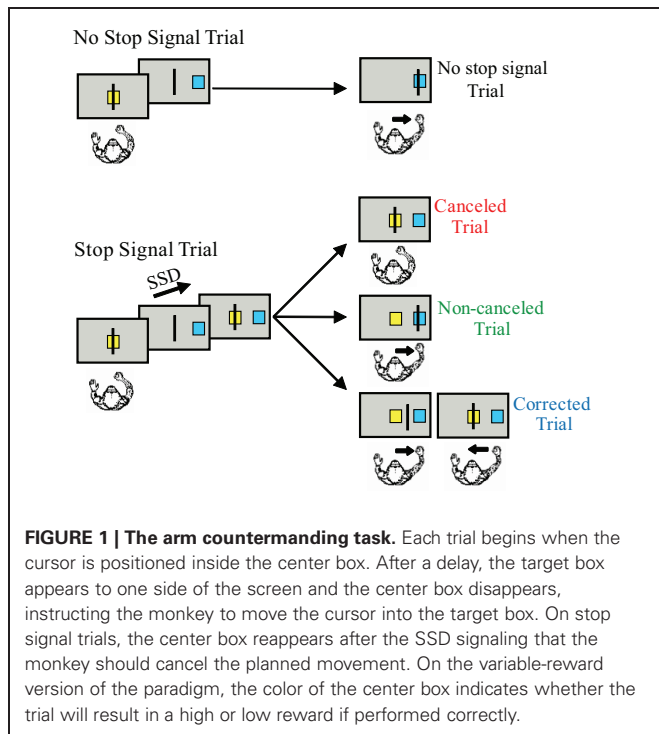 No Stop Signal Trial
No stop signal
Trial
Stop Signal Trial
SSD
Canceled
Trial
Non-canceled
Trial
Corrected
Trial
FIGURE 1 | The arm countermanding task. Each trial begins when the
cursor is positioned inside the center box. After a delay, the target box
appears to one side of the screen and the center box disappears,
instructing the monkey to move the cursor into the target box. On stop
signal trials, the center box reappears after the SSD signaling that the
monkey should cancel the planned movement. On the variable-reward
version of the paradigm, the color of the center box indicates whether the
trial will result in a high or low reward if performed correctly.